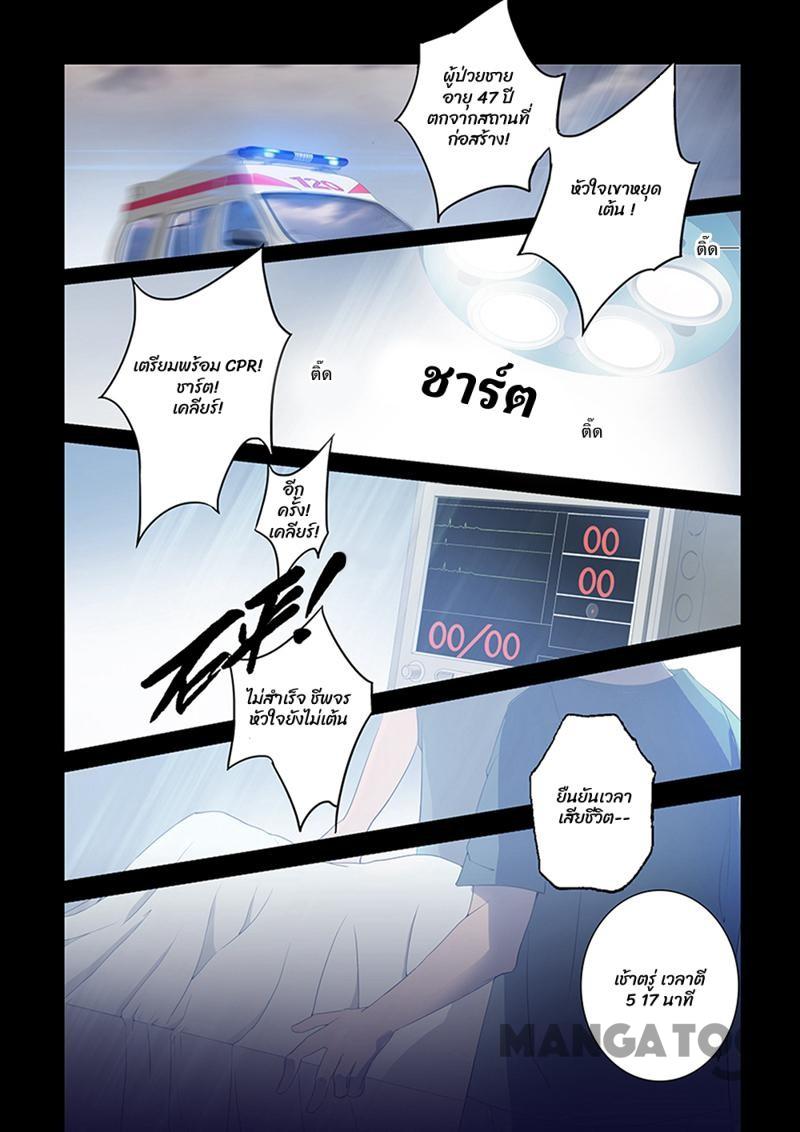 ผู้ป่วยชาย
อายุ 47 ปี
ตกจากสถานที่
ก่อสร้าง!
120
หัวใจเขาหยุด
เต้น !
ติ๊ด
เตรียมพร้อม CPR!
ชาร์ต!
เคลียร์!
ติ๊ด
ชาร์ต
ติ๊ด
อีก
ครั้ง!
เคลียร์!
00
00
00/00
砰!
ไม่สำเร็จ ชีพจร
หัวใจยังไม่เต้น
ยืนยันเวลา
เสียชีวิต--
เช้าตรู่ เวลาตี
5 17 นาที
MANGATOON